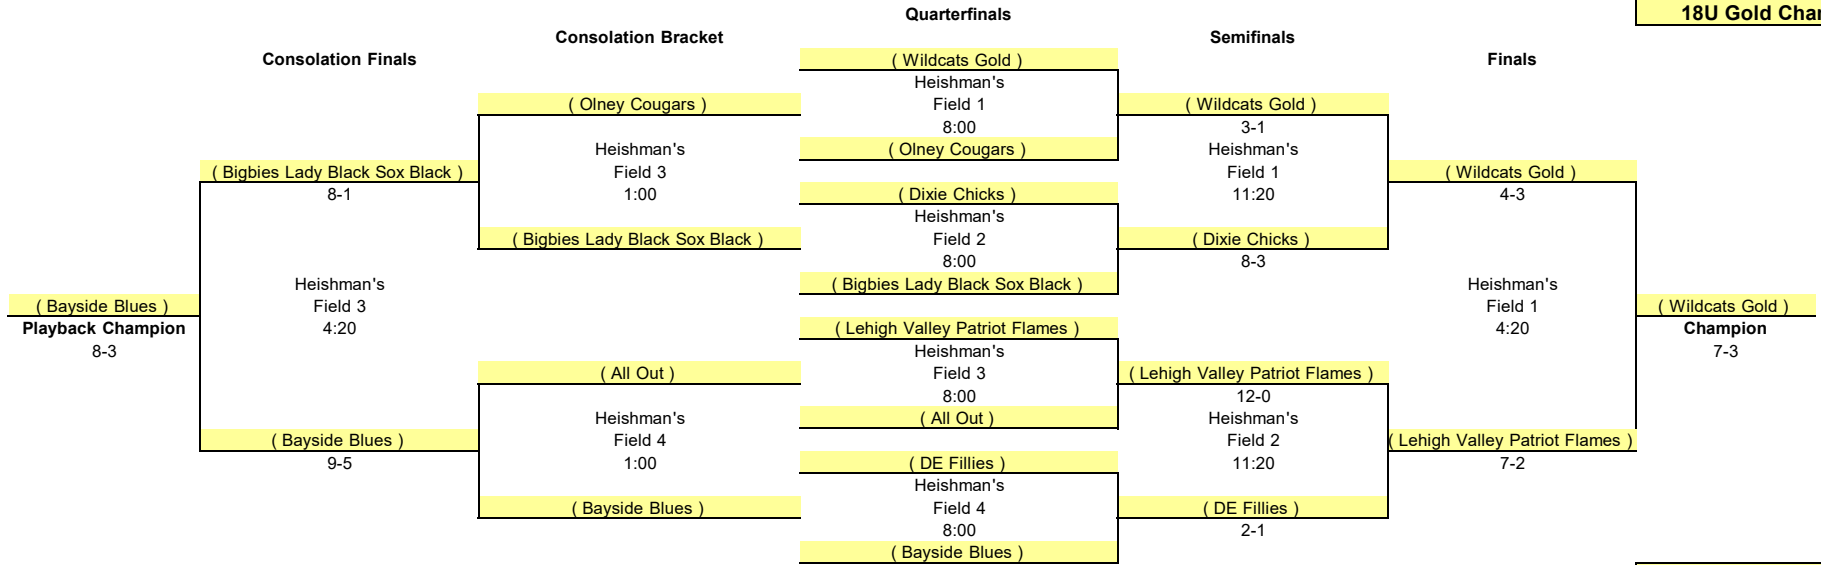 Quarterfinals
18U Gold
Consolation Bracket
Semifinals
Consolation Finals
Finals
( Wildcats Gold )
Heishman's
Field 1
8:00
( Olney Cougars )
( Dixie Chicks )
Heishman's
Field 2
8:00
( Bigbies Lady Black Sox Black )
( Lehigh Valley Patriot Flames )
Heishman's
Field 3
8:00
( All Out )
( DE Fillies )
Heishman's
Field 4
8:00
( Bayside Blues )
( Olney Cougars )
Heishman's
Field 3
1:00
( Bigbies Lady Black Sox Black )
( All Out )
Heishman's
Field 4
1:00
( Bayside Blues )
( Bigbies Lady Black Sox Black )
8-1
Heishman's
Field 3
4:20
( Bayside Blues )
9-5
( Bayside Blues )
Playback Champion
8-3
( Wildcats Gold )
3-1
Heishman's
Field 1
11:20
( Dixie Chicks )
8-3
( Lehigh Valley Patriot Flames )
12-0
Heishman's
Field 2
11:20
( DE Fillies )
2-1
( Wildcats Gold )
4-3
Heishman's
Field 1
4:20
( Lehigh Valley Patriot Flames )
7-2
( Wildcats Gold )
Champion
7-3